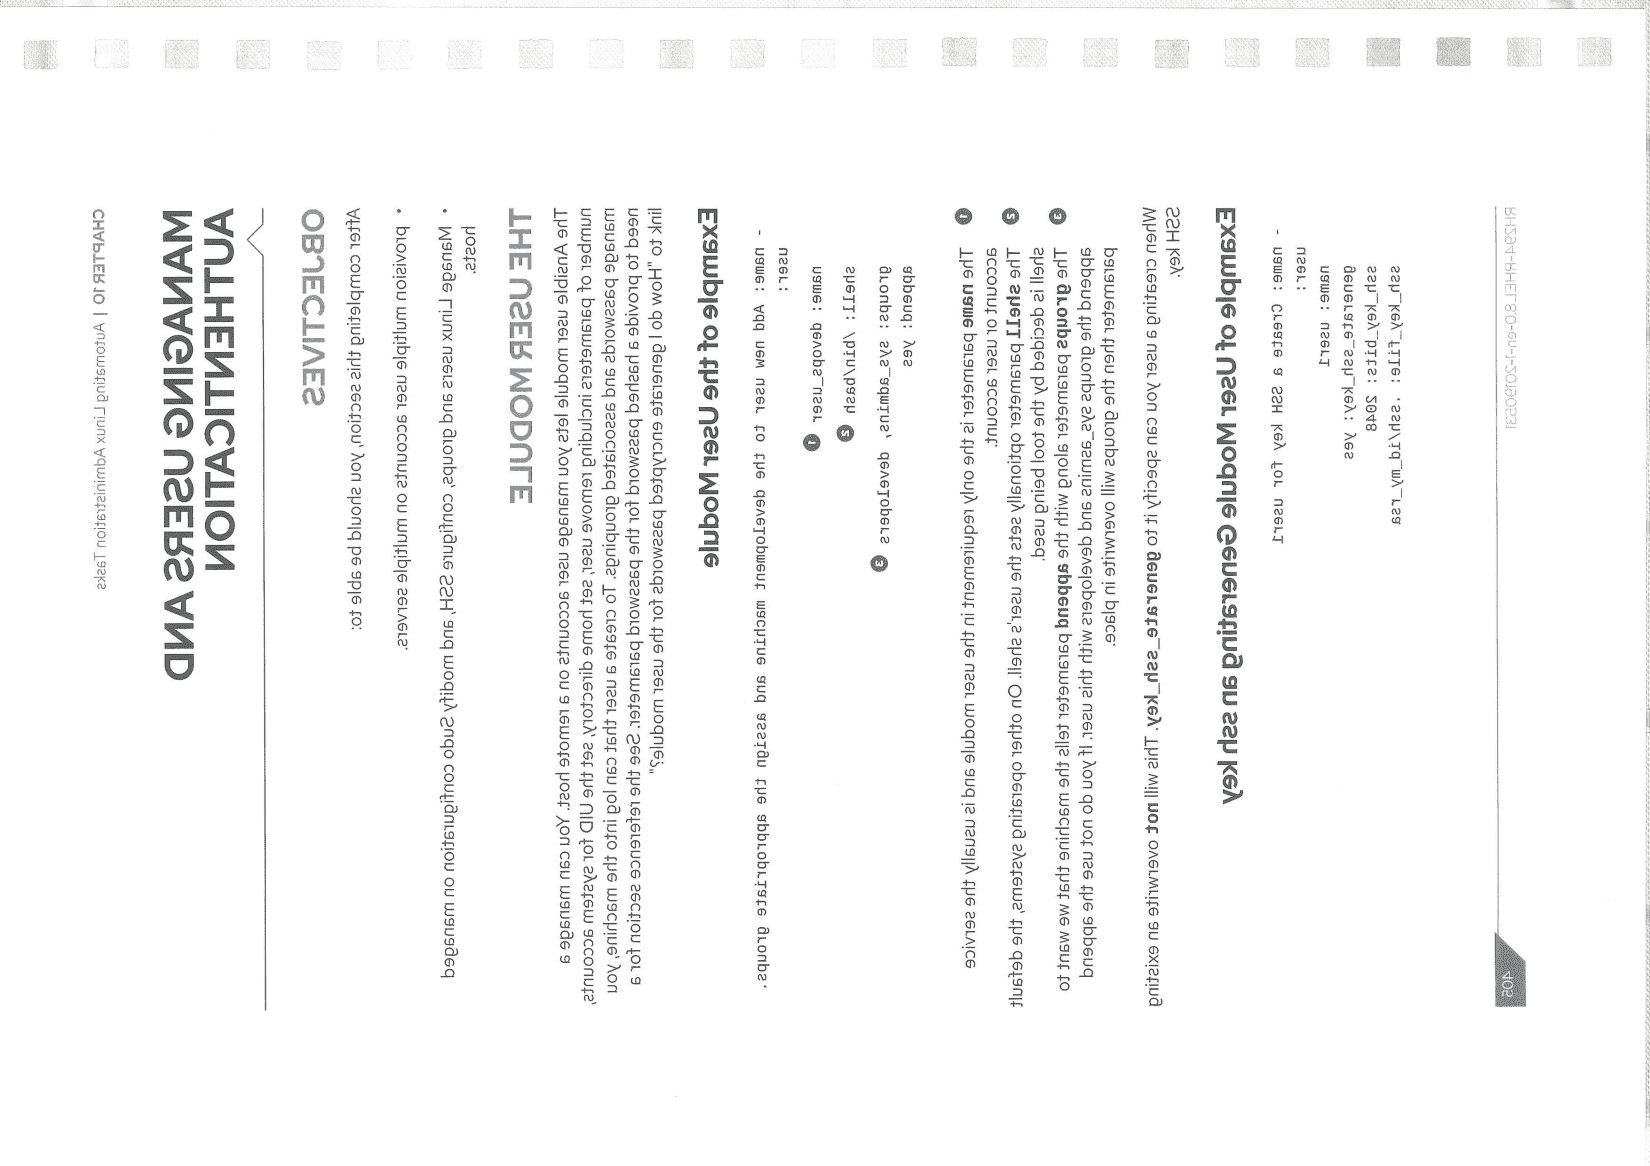 CHAPTER 10 | Automating Linux Administration Tasks
MANAGING USERS AND
AUTHENTICATION
OBJECTIVES
After completing this section, you should be able to:
• provision multiple user accounts on multiple servers.
• Manage Linux users and groups, configure SSH, and modify Sudo configuration on managed
hosts.
THE USER MODULE
The Ansible user module lets you manage user accounts on a remote host. You can manage a
number of parameters including remove user, set home directory, set the UID for system accounts,
manage passwords and associated groupings. To create a user that can log into the machine, you
need to provide a hashed password for the password parameter. See the reference section for a
link to "How do I generate encrypted passwords for the user module?"
Example of the User Module
- name: Add new user to the development machine and assign the appropriate groups.
user:
name: devops_user 1
shell: /bin/bash 2
groups: sys_admins, developers 3
append: yes
1 The name parameter is the only requirement in the user module and is usually the service
account or user account.
2 The shell parameter optionally sets the user's shell. On other operating systems, the default
shell is decided by the tool being used.
3 The groups parameter along with the append parameter tells the machine that we want to
append the groups sys_admins and developers with this user. If you do not use the append
parameter then the groups will overwrite in place.
When creating a user you can specify it to generate_ssh_key. This will not overwrite an existing
SSH key.
Example of User Module Generating an ssh key
- name: Create a SSH key for user1
user:
name: user1
generate_ssh_key: yes
ssh_key_bits: 2048
ssh_key_file: .ssh/id_my_rsa
RH294-RHEL8.0-en-1-20190531
405